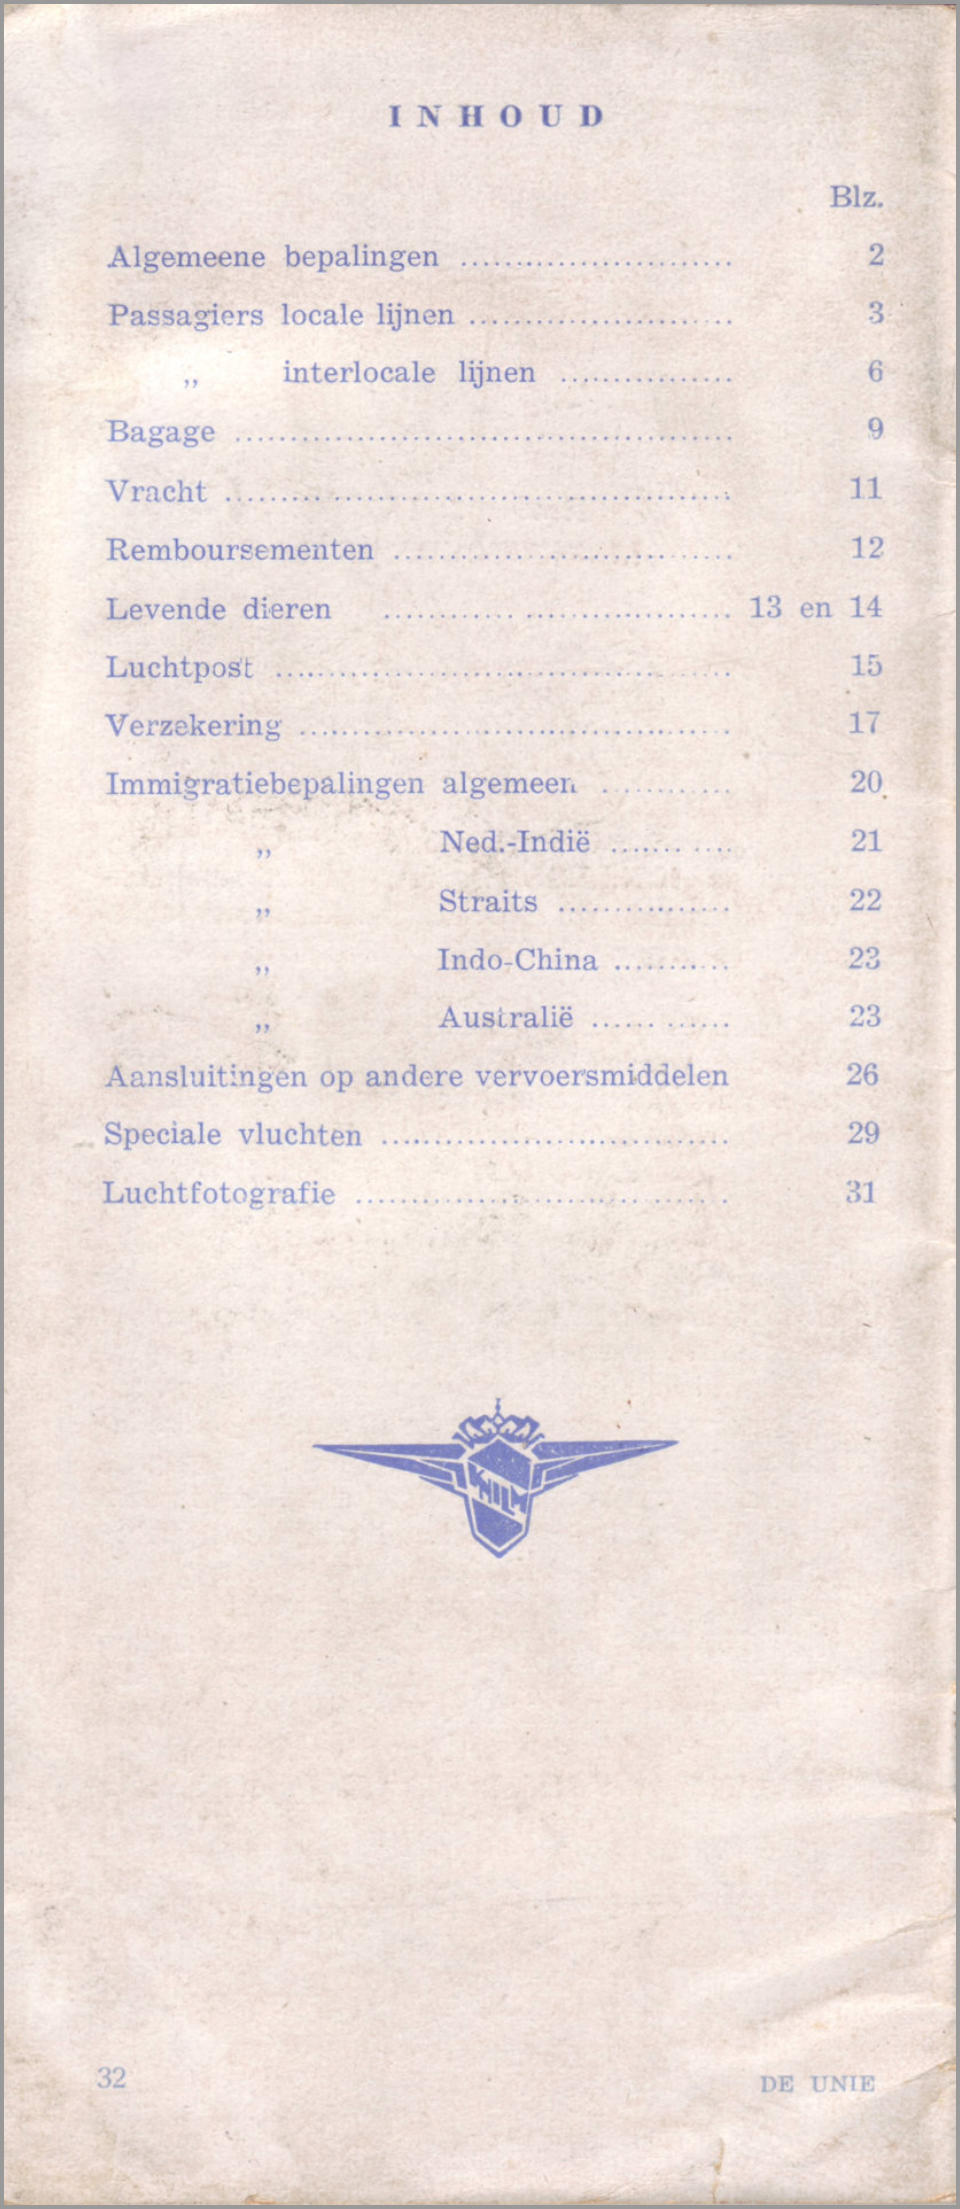 INHOUD
Blz.
Algemeene bepalingen .......................... 2
Passagiers locale lijnen ......................... 3
„ interlocale lijnen ................ 6
Bagage ................................................ 9
Vracht ................................................ 11
Remboursementen ................................ 12
Levende dieren ................................ 13 en 14
Luchtpost ............................................ 15
Verzekering ......................................... 17
Immigratiebepalingen algemeen ............ 20
„ Ned.-Indië ........... 21
„ Straits ................ 22
„ Indo-China ........... 23
„ Australië ............ 23
Aansluitingen op andere vervoersmiddelen 26
Speciale vluchten ................................. 29
Luchtfotografie ................................... 31
KNILM
32 DE UNIE